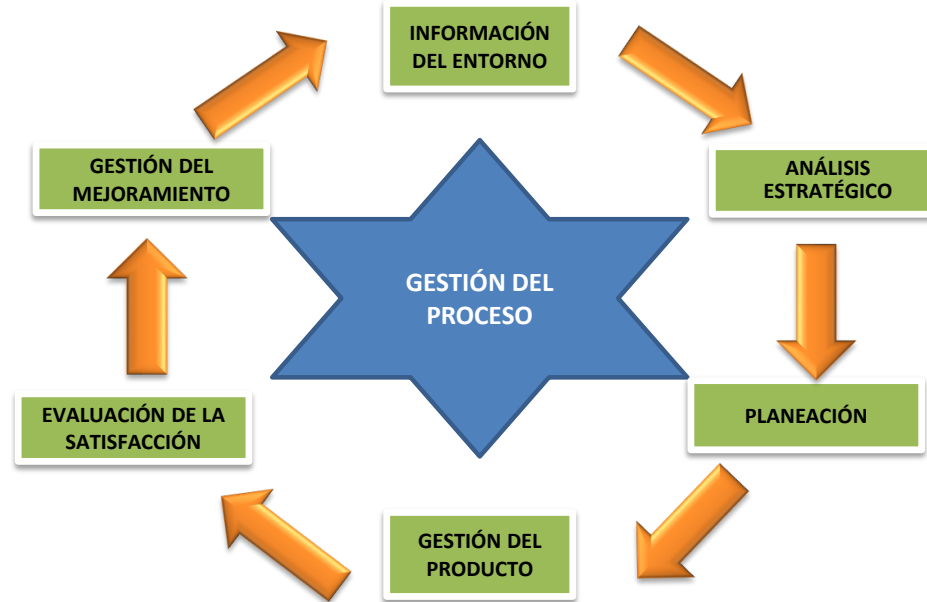 INFORMACIÓN
DEL ENTORNO
ANÁLISIS
ESTRATÉGICO
PLANEACIÓN
GESTIÓN DEL
PRODUCTO
EVALUACIÓN DE LA
SATISFACCIÓN
GESTIÓN DEL
MEJORAMIENTO
GESTIÓN DEL
PROCESO